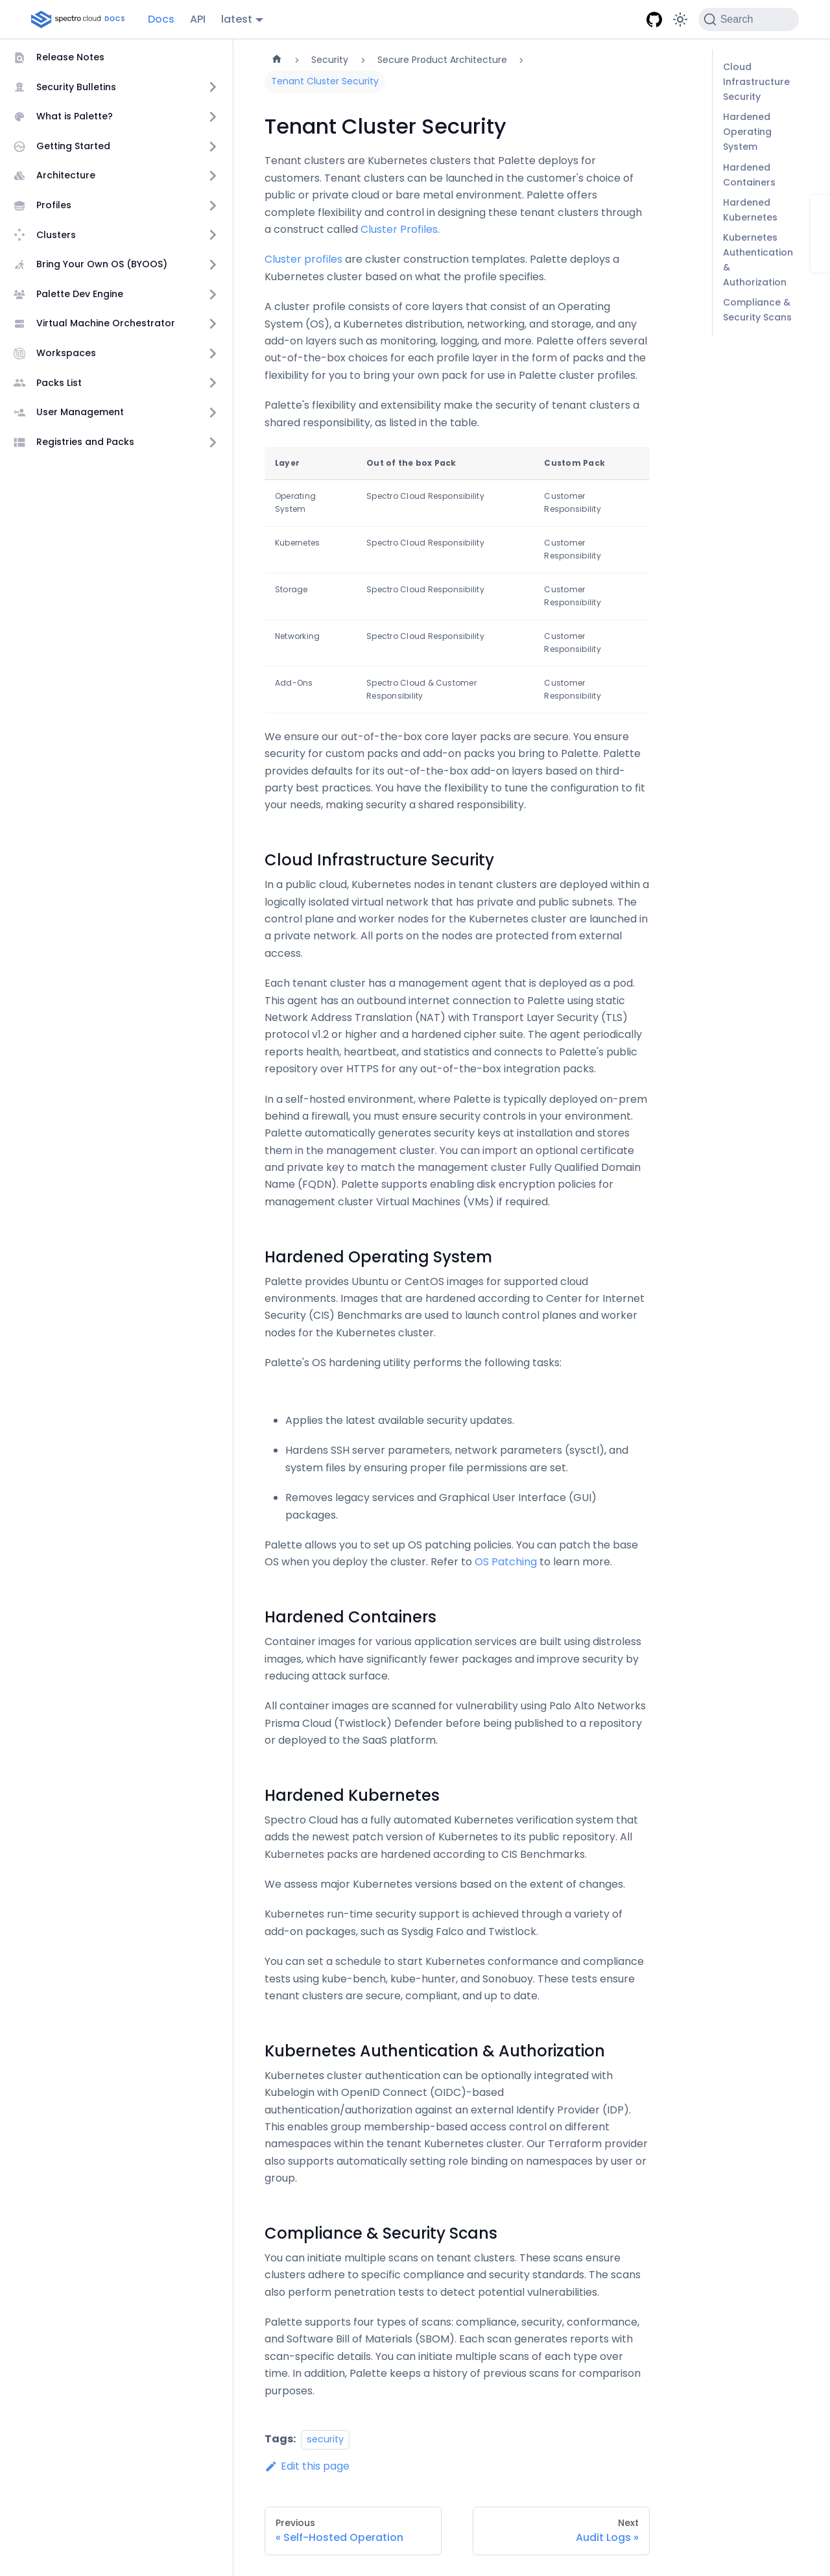 spectro cloud DOCS
Docs
API
latest
Search
Release Notes
Security Bulletins
What is Palette?
Getting Started
Architecture
Profiles
Clusters
Bring Your Own OS (BYOOS)
Palette Dev Engine
Virtual Machine Orchestrator
Workspaces
Packs List
User Management
Registries and Packs
Security
Secure Product Architecture
Tenant Cluster Security
Tenant Cluster Security
Tenant clusters are Kubernetes clusters that Palette deploys for
customers. Tenant clusters can be launched in the customer's choice of
public or private cloud or bare metal environment. Palette offers
complete flexibility and control in designing these tenant clusters through
a construct called Cluster Profiles.
Cluster profiles are cluster construction templates. Palette deploys a
Kubernetes cluster based on what the profile specifies.
A cluster profile consists of core layers that consist of an Operating
System (OS), a Kubernetes distribution, networking, and storage, and any
add-on layers such as monitoring, logging, and more. Palette offers several
out-of-the-box choices for each profile layer in the form of packs and the
flexibility for you to bring your own pack for use in Palette cluster profiles.
Palette's flexibility and extensibility make the security of tenant clusters a
shared responsibility, as listed in the table.
Layer Out of the box Pack Custom Pack
Operating System Spectro Cloud Responsibility Customer Responsibility
Kubernetes Spectro Cloud Responsibility Customer Responsibility
Storage Spectro Cloud Responsibility Customer Responsibility
Networking Spectro Cloud Responsibility Customer Responsibility
Add-Ons Spectro Cloud & Customer Responsibility Customer Responsibility
We ensure our out-of-the-box core layer packs are secure. You ensure
security for custom packs and add-on packs you bring to Palette. Palette
provides defaults for its out-of-the-box add-on layers based on third-
party best practices. You have the flexibility to tune the configuration to fit
your needs, making security a shared responsibility.
Cloud Infrastructure Security
In a public cloud, Kubernetes nodes in tenant clusters are deployed within a
logically isolated virtual network that has private and public subnets. The
control plane and worker nodes for the Kubernetes cluster are launched in
a private network. All ports on the nodes are protected from external
access.
Each tenant cluster has a management agent that is deployed as a pod.
This agent has an outbound internet connection to Palette using static
Network Address Translation (NAT) with Transport Layer Security (TLS)
protocol v1.2 or higher and a hardened cipher suite. The agent periodically
reports health, heartbeat, and statistics and connects to Palette's public
repository over HTTPS for any out-of-the-box integration packs.
In a self-hosted environment, where Palette is typically deployed on-prem
behind a firewall, you must ensure security controls in your environment.
Palette automatically generates security keys at installation and stores
them in the management cluster. You can import an optional certificate
and private key to match the management cluster Fully Qualified Domain
Name (FQDN). Palette supports enabling disk encryption policies for
management cluster Virtual Machines (VMs) if required.
Hardened Operating System
Palette provides Ubuntu or CentOS images for supported cloud
environments. Images that are hardened according to Center for Internet
Security (CIS) Benchmarks are used to launch control planes and worker
nodes for the Kubernetes cluster.
Palette's OS hardening utility performs the following tasks:
Applies the latest available security updates.
Hardens SSH server parameters, network parameters (sysctl), and
system files by ensuring proper file permissions are set.
Removes legacy services and Graphical User Interface (GUI)
packages.
Palette allows you to set up OS patching policies. You can patch the base
OS when you deploy the cluster. Refer to OS Patching to learn more.
Hardened Containers
Container images for various application services are built using distroless
images, which have significantly fewer packages and improve security by
reducing attack surface.
All container images are scanned for vulnerability using Palo Alto Networks
Prisma Cloud (Twistlock) Defender before being published to a repository
or deployed to the SaaS platform.
Hardened Kubernetes
Spectro Cloud has a fully automated Kubernetes verification system that
adds the newest patch version of Kubernetes to its public repository. All
Kubernetes packs are hardened according to CIS Benchmarks.
We assess major Kubernetes versions based on the extent of changes.
Kubernetes run-time security support is achieved through a variety of
add-on packages, such as Sysdig Falco and Twistlock.
You can set a schedule to start Kubernetes conformance and compliance
tests using kube-bench, kube-hunter, and Sonobuoy. These tests ensure
tenant clusters are secure, compliant, and up to date.
Kubernetes Authentication & Authorization
Kubernetes cluster authentication can be optionally integrated with
Kubelogin with OpenID Connect (OIDC)-based
authentication/authorization against an external Identify Provider (IDP).
This enables group membership-based access control on different
namespaces within the tenant Kubernetes cluster. Our Terraform provider
also supports automatically setting role binding on namespaces by user or
group.
Compliance & Security Scans
You can initiate multiple scans on tenant clusters. These scans ensure
clusters adhere to specific compliance and security standards. The scans
also perform penetration tests to detect potential vulnerabilities.
Palette supports four types of scans: compliance, security, conformance,
and Software Bill of Materials (SBOM). Each scan generates reports with
scan-specific details. You can initiate multiple scans of each type over
time. In addition, Palette keeps a history of previous scans for comparison
purposes.
Tags: security
Edit this page
Previous
« Self-Hosted Operation
Next
Audit Logs »
Cloud
Infrastructure
Security
Hardened
Operating
System
Hardened
Containers
Hardened
Kubernetes
Kubernetes
Authentication
&
Authorization
Compliance &
Security Scans